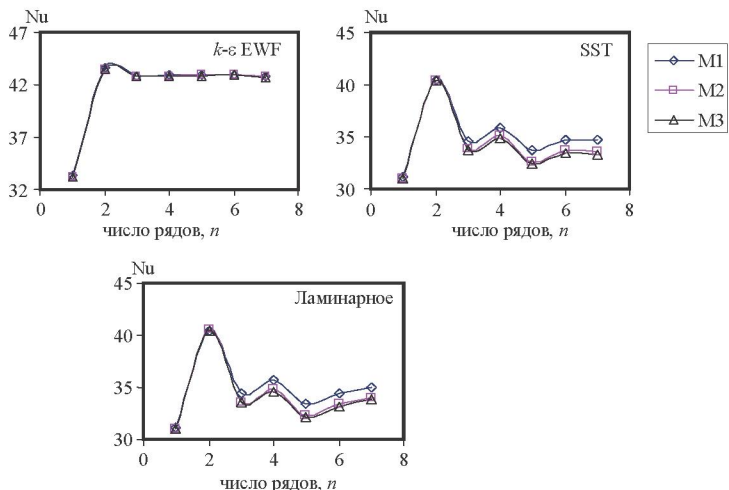 Nu
47
42
37
32
k-ε EWF
0 2 4 6 8
число рядов, n
Nu
45
40
35
30
SST
0 2 4 6 8
число рядов, n
M1
M2
M3
Nu
45
40
35
30
Ламинарное
0 2 4 6 8
число рядов, n